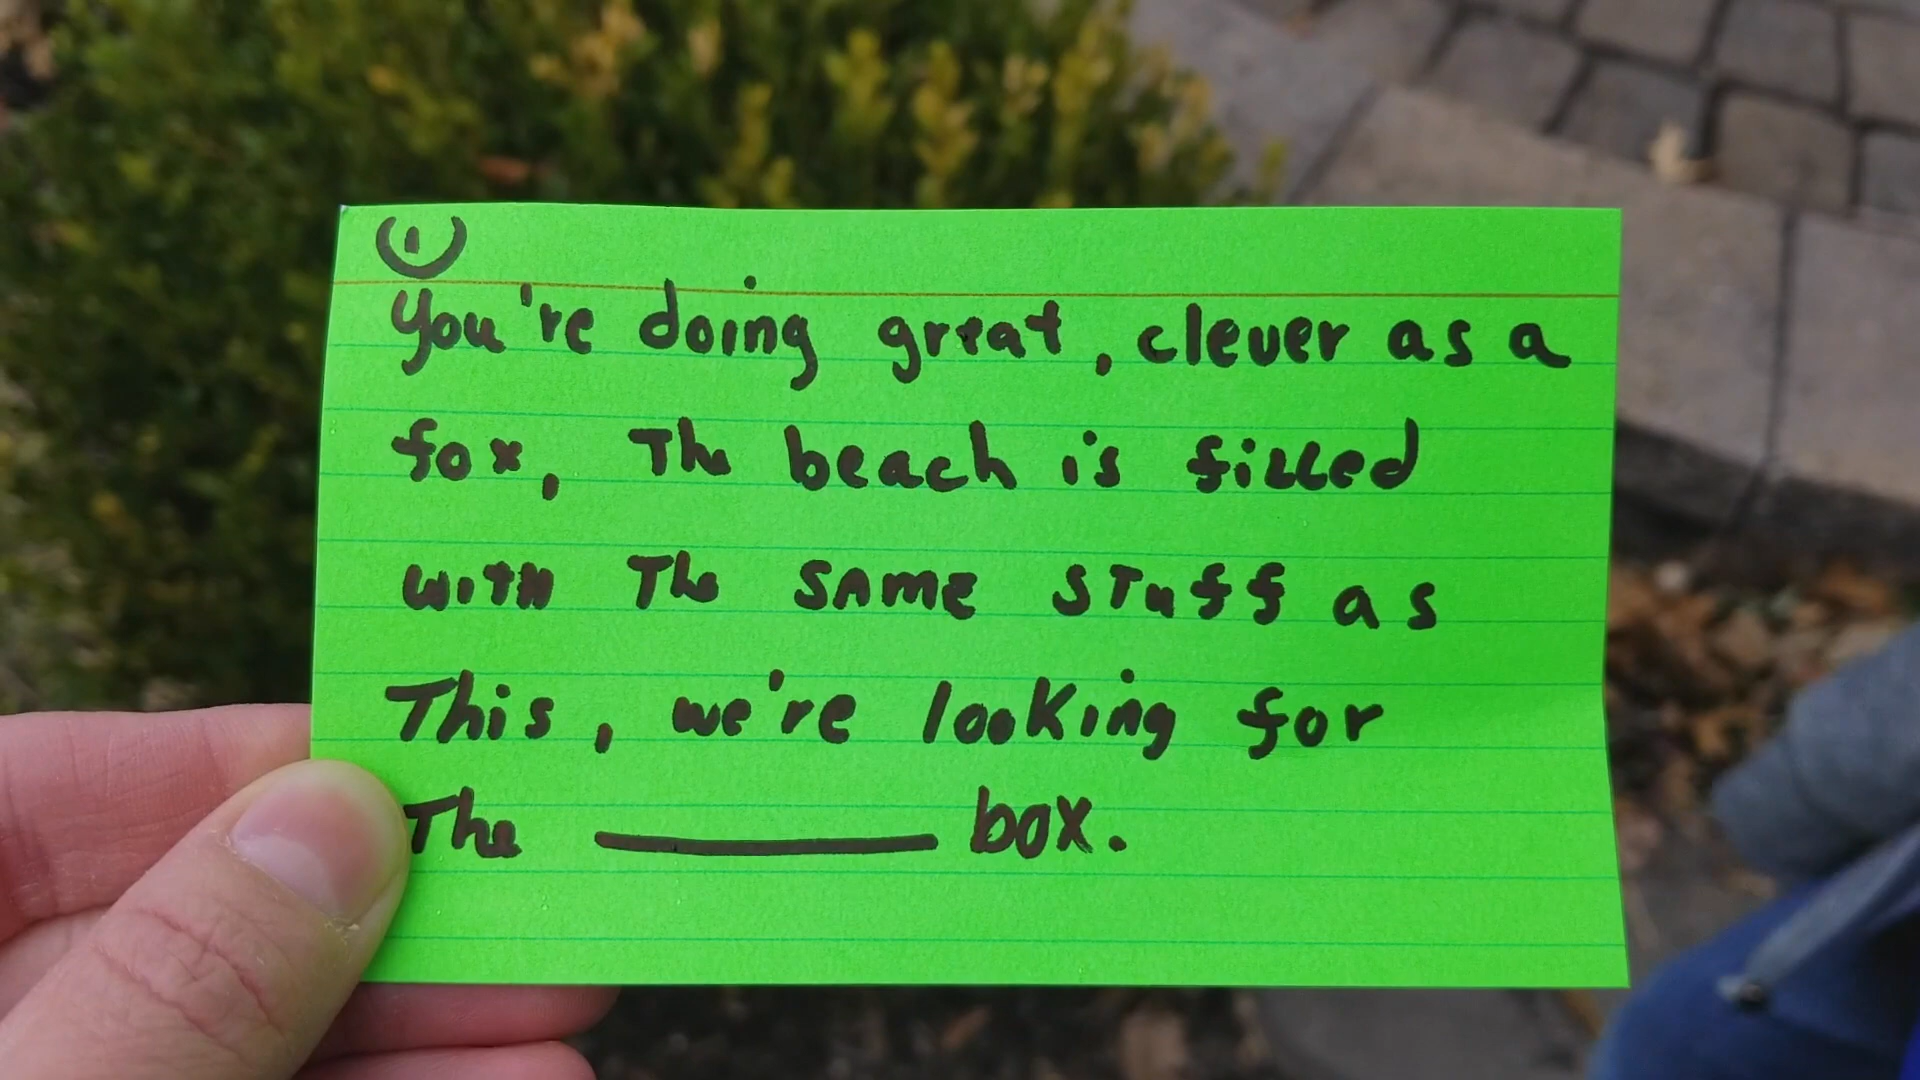 1
You're doing great, clever as a
fox, The beach is filled
with The same stuff as
This, we're looking for
The ________ box.